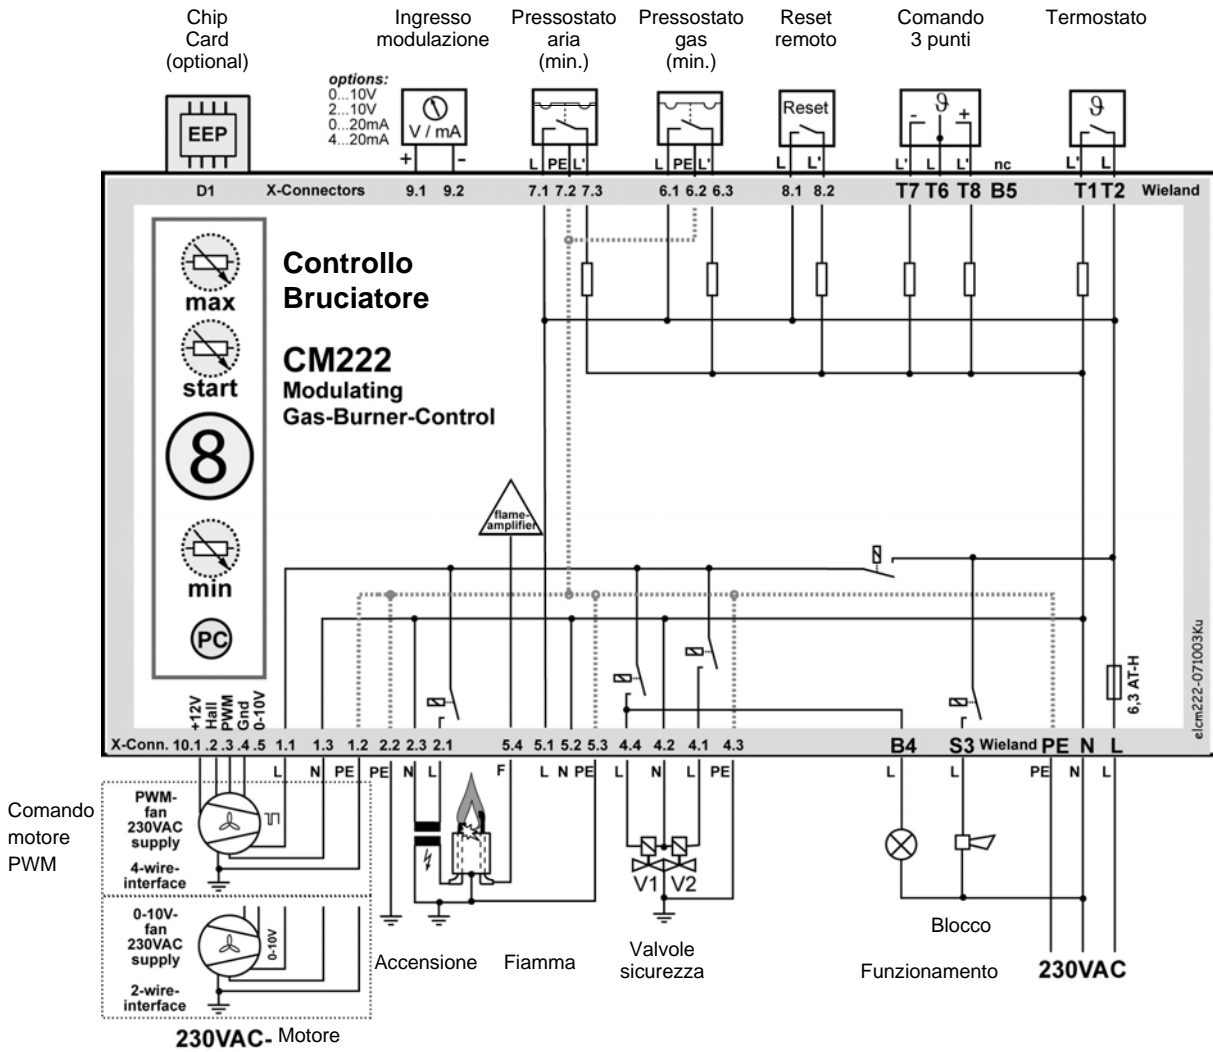 Chip
Card
(optional)
Ingresso
modulazione
Pressostato
aria
(min.)
Pressostato
gas
(min.)
Reset
remoto
Comando
3 punti
Termostato
options:
0...10V
2...10V
0...20mA
4...20mA
EEP
V / mA
+ -
Reset
ϑ
- +
ϑ
L PE L'
L PE L'
L L'
L' L L' nc
L' L
D1 X-Connectors 9.1 9.2 7.1 7.2 7.3 6.1 6.2 6.3 8.1 8.2 T7 T6 T8 B5 T1 T2 Wieland
max
start
8
min
PC
Controllo
Bruciatore
CM222
Modulating
Gas-Burner-Control
flame-
amplifier
6,3 AT-H
elcm222-071003Ku
+12V
Hall
PWM
Gnd
0-10V
X-Conn. 10.1 .2 .3 .4 .5 1.1 1.3 1.2 2.2 2.3 2.1 5.4 5.1 5.2 5.3 4.4 4.2 4.1 4.3 B4 S3 Wieland PE N L
L N PE PE N L F L N PE L N L PE L L PE N L
Comando
motore
PWM
PWM-
fan
230VAC
supply
4-wire-
interface
0-10V-
fan
230VAC
supply
0-10V
2-wire-
interface
230VAC- Motore
Accensione
Fiamma
V1 V2
Valvole
sicurezza
Blocco
Funzionamento
230VAC